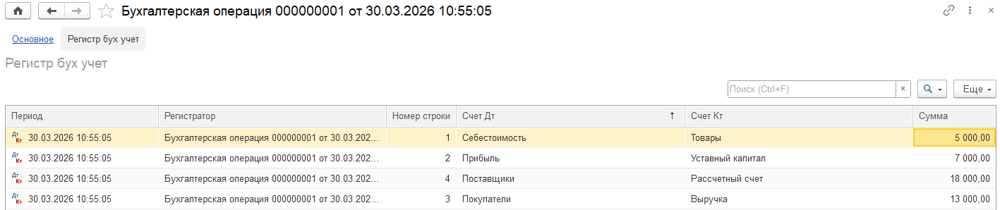 Бухгалтерская операция 000000001 от 30.03.2026 10:55:05
Основное Регистр бух учет
Регистр бух учет
Поиск (Ctrl+F) × Еще
Период Регистратор Номер строки Счет Дт ↑ Счет Кт Сумма
Дт Кт 30.03.2026 10:55:05 Бухгалтерская операция 000000001 от 30.03.202... 1 Себестоимость Товары 5 000,00
Дт Кт 30.03.2026 10:55:05 Бухгалтерская операция 000000001 от 30.03.202... 2 Прибыль Уставный капитал 7 000,00
Дт Кт 30.03.2026 10:55:05 Бухгалтерская операция 000000001 от 30.03.202... 4 Поставщики Рассчетный счет 18 000,00
Дт Кт 30.03.2026 10:55:05 Бухгалтерская операция 000000001 от 30.03.202... 3 Покупатели Выручка 13 000,00